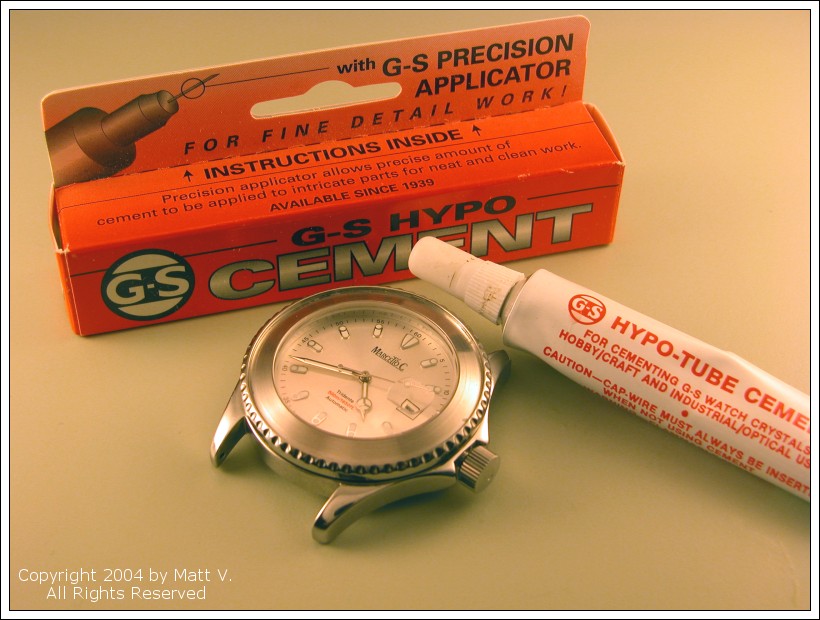 with G-S PRECISION
APPLICATOR
FOR FINE DETAIL WORK!
INSTRUCTIONS INSIDE
Precision applicator allows precise amount of
cement to be applied to intricate parts for neat and clean work.
AVAILABLE SINCE 1939
G-S HYPO
CEMENT
G-S
G-S HYPO-TUBE CEME
FOR CEMENTING G-S WATCH CRYSTALS
HOBBY/CRAFT AND INDUSTRIAL/OPTICAL US
CAUTION—CAP-WIRE MUST ALWAYS BE INSERT
WHEN NOT USING CEMENT
MARCELLO C
Tridente
Automatic
Copyright 2004 by Matt V.
All Rights Reserved